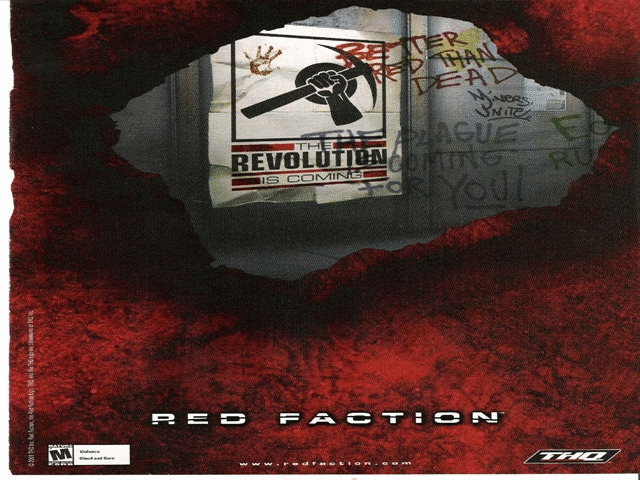 BETTER
RED THAN
DEAD
Miners
Unite!
THE PLAGUE
COMING
FOR YOU!
THE
REVOLUTION
IS COMING
RED FACTION
MATURE
M
ESRB
Violence
Blood and Gore
www.redfaction.com
THQ